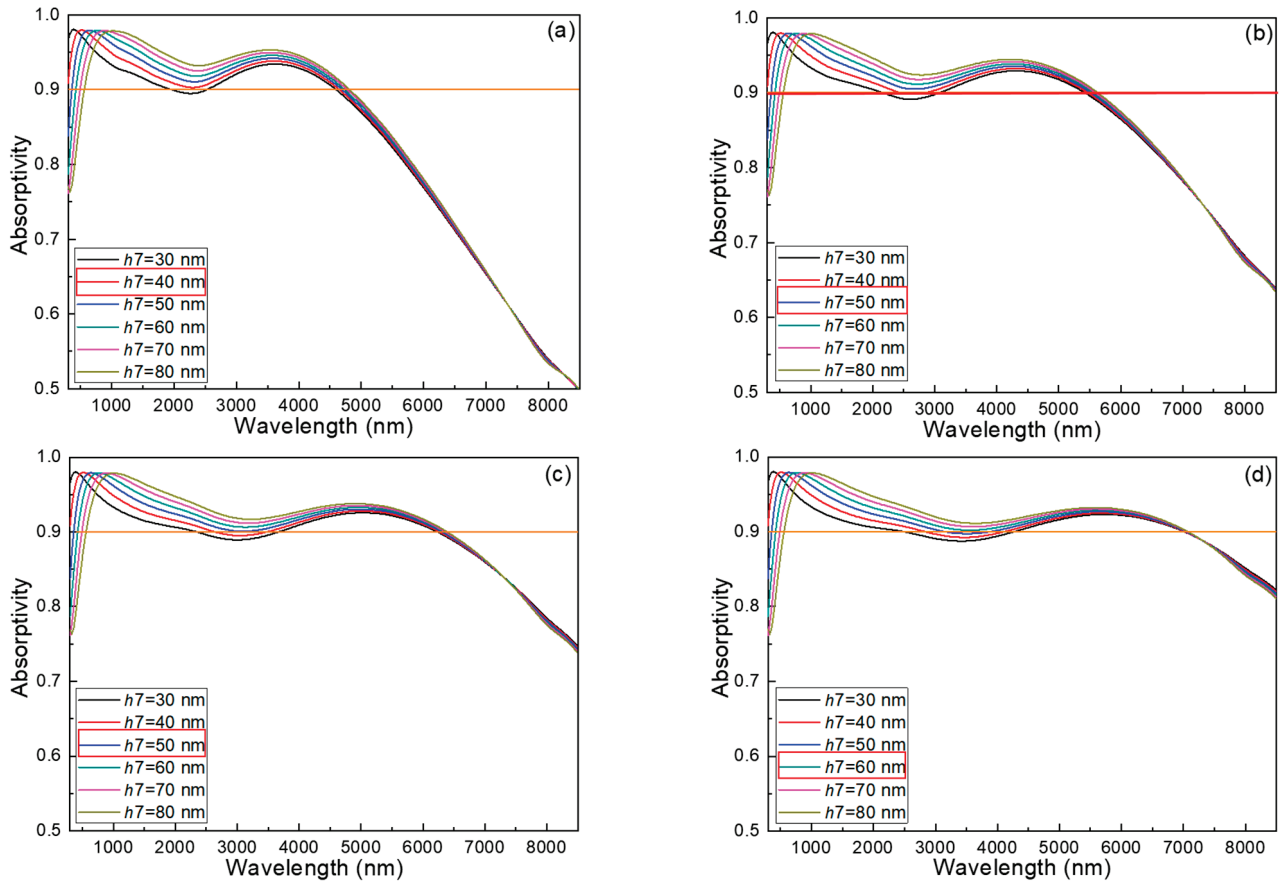 (a)
1.0
0.9
0.8
0.7
0.6
0.5
Absorptivity
h7=30 nm
h7=40 nm
h7=50 nm
h7=60 nm
h7=70 nm
h7=80 nm
1000 2000 3000 4000 5000 6000 7000 8000
Wavelength (nm)
(b)
1.0
0.9
0.8
0.7
0.6
0.5
Absorptivity
h7=30 nm
h7=40 nm
h7=50 nm
h7=60 nm
h7=70 nm
h7=80 nm
1000 2000 3000 4000 5000 6000 7000 8000
Wavelength (nm)
(c)
1.0
0.9
0.8
0.7
0.6
0.5
Absorptivity
h7=30 nm
h7=40 nm
h7=50 nm
h7=60 nm
h7=70 nm
h7=80 nm
1000 2000 3000 4000 5000 6000 7000 8000
Wavelength (nm)
(d)
1.0
0.9
0.8
0.7
0.6
0.5
Absorptivity
h7=30 nm
h7=40 nm
h7=50 nm
h7=60 nm
h7=70 nm
h7=80 nm
1000 2000 3000 4000 5000 6000 7000 8000
Wavelength (nm)